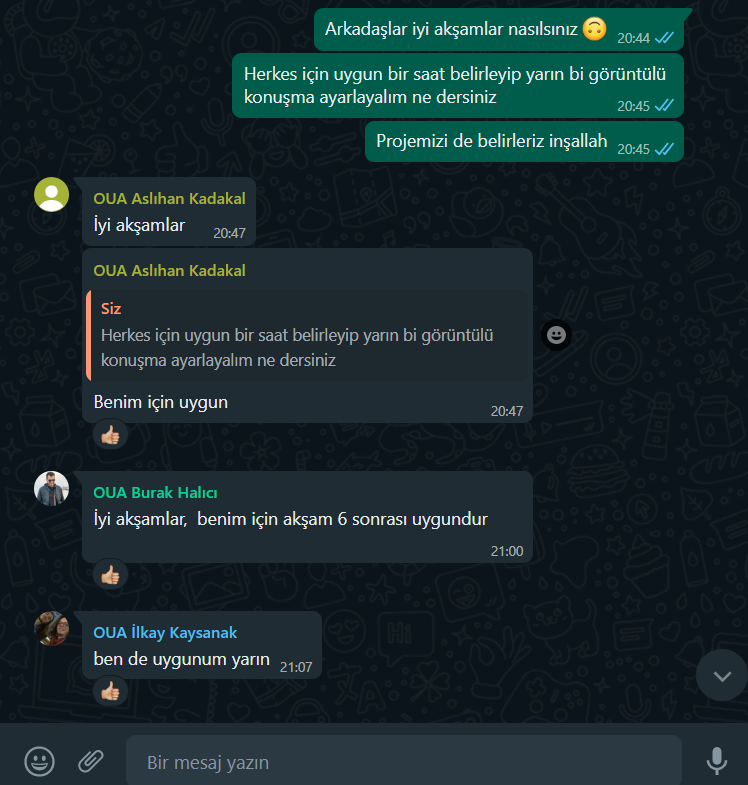 Arkadaşlar iyi akşamlar nasılsınız 🙃
20:44
Herkes için uygun bir saat belirleyip yarın bi görüntülü
konuşma ayarlayalım ne dersiniz
20:45
Projemizi de belirleriz inşallah
20:45
OUA Aslıhan Kadakal
İyi akşamlar
20:47
OUA Aslıhan Kadakal
Siz
Herkes için uygun bir saat belirleyip yarın bi görüntülü
konuşma ayarlayalım ne dersiniz
Benim için uygun
20:47
OUA Burak Halıcı
İyi akşamlar,  benim için akşam 6 sonrası uygundur
21:00
OUA İlkay Kaysanak
ben de uygunum yarın
21:07
Bir mesaj yazın